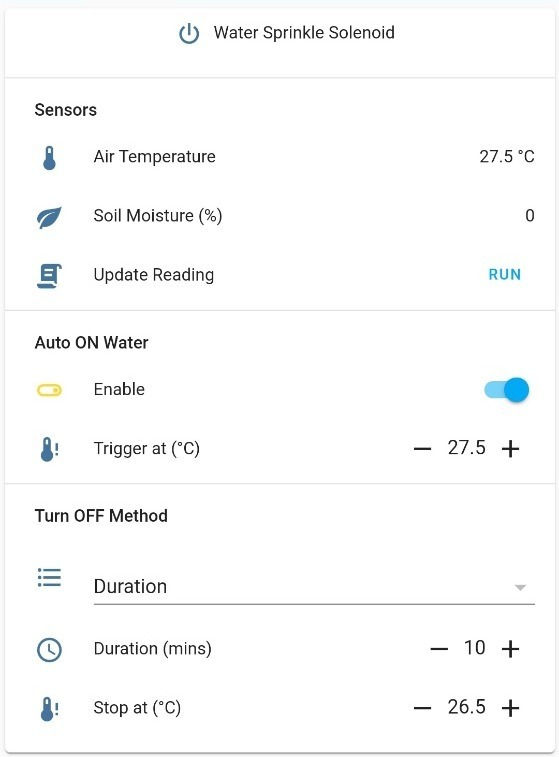 Water Sprinkle Solenoid
Sensors
Air Temperature 27.5 °C
Soil Moisture (%) 0
Update Reading RUN
Auto ON Water
Enable
Trigger at (°C) — 27.5 +
Turn OFF Method
Duration
Duration (mins) — 10 +
Stop at (°C) — 26.5 +